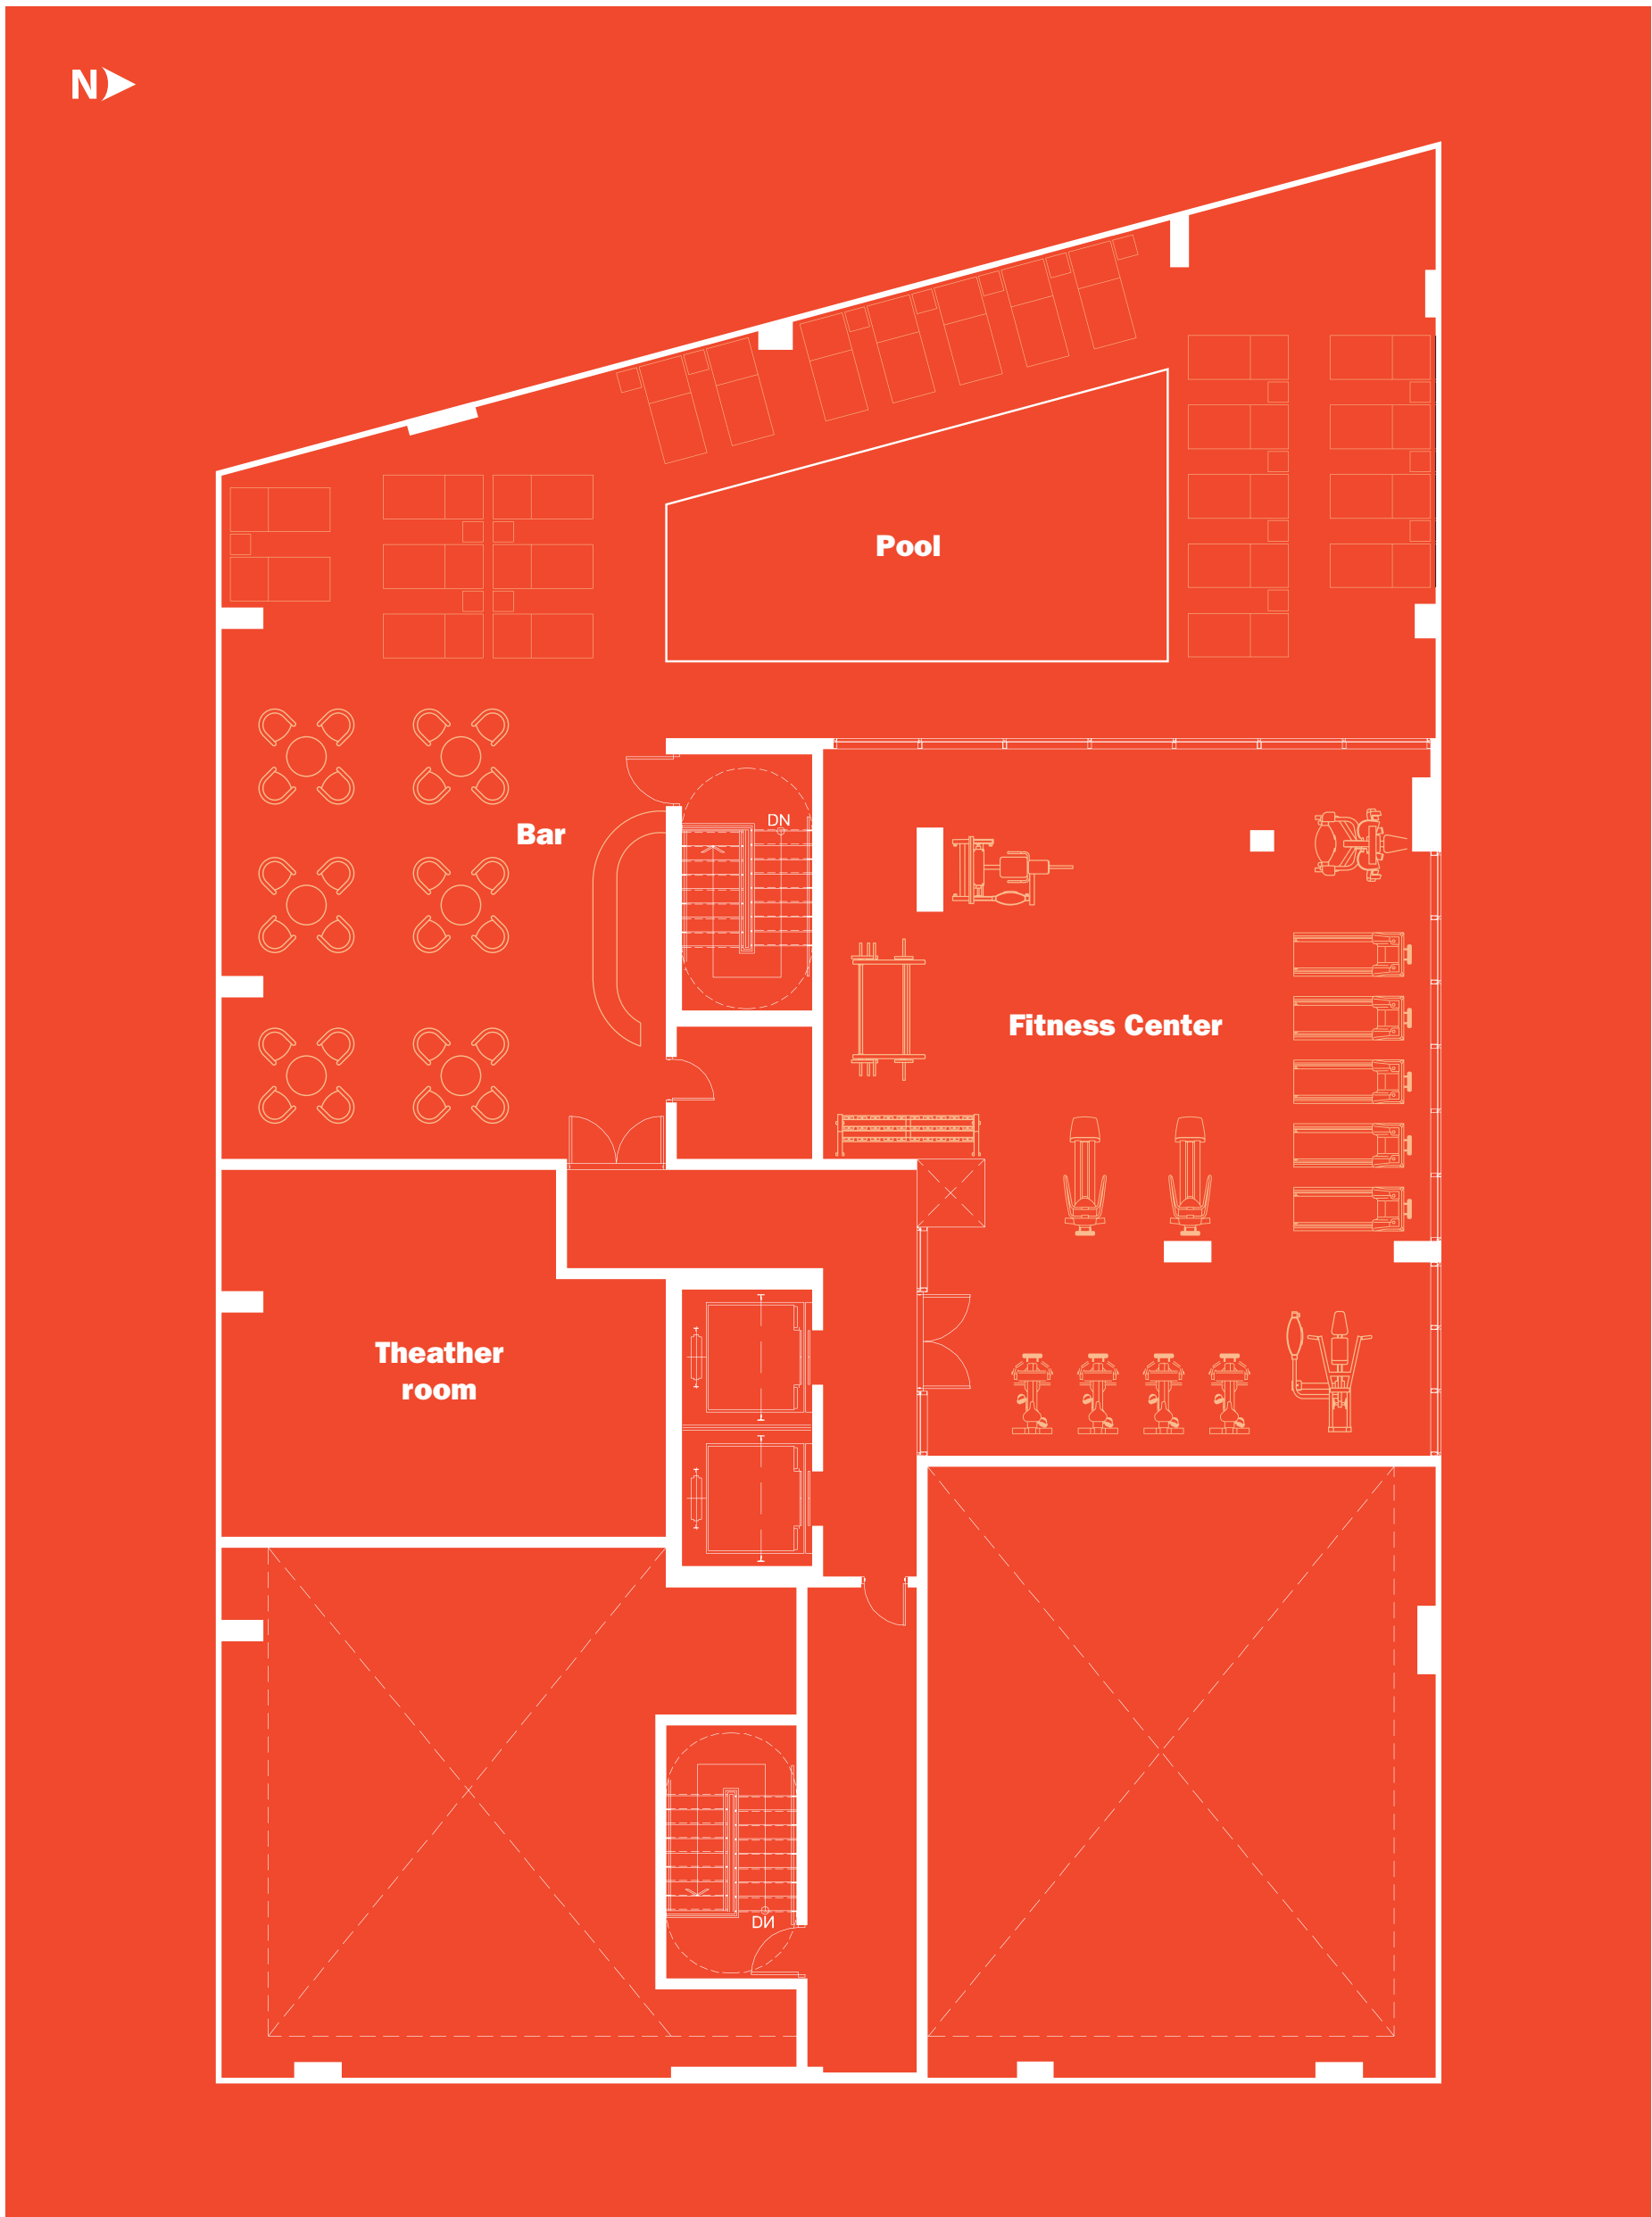 N
Pool
DN
Bar
Fitness Center
Theather
room
DN